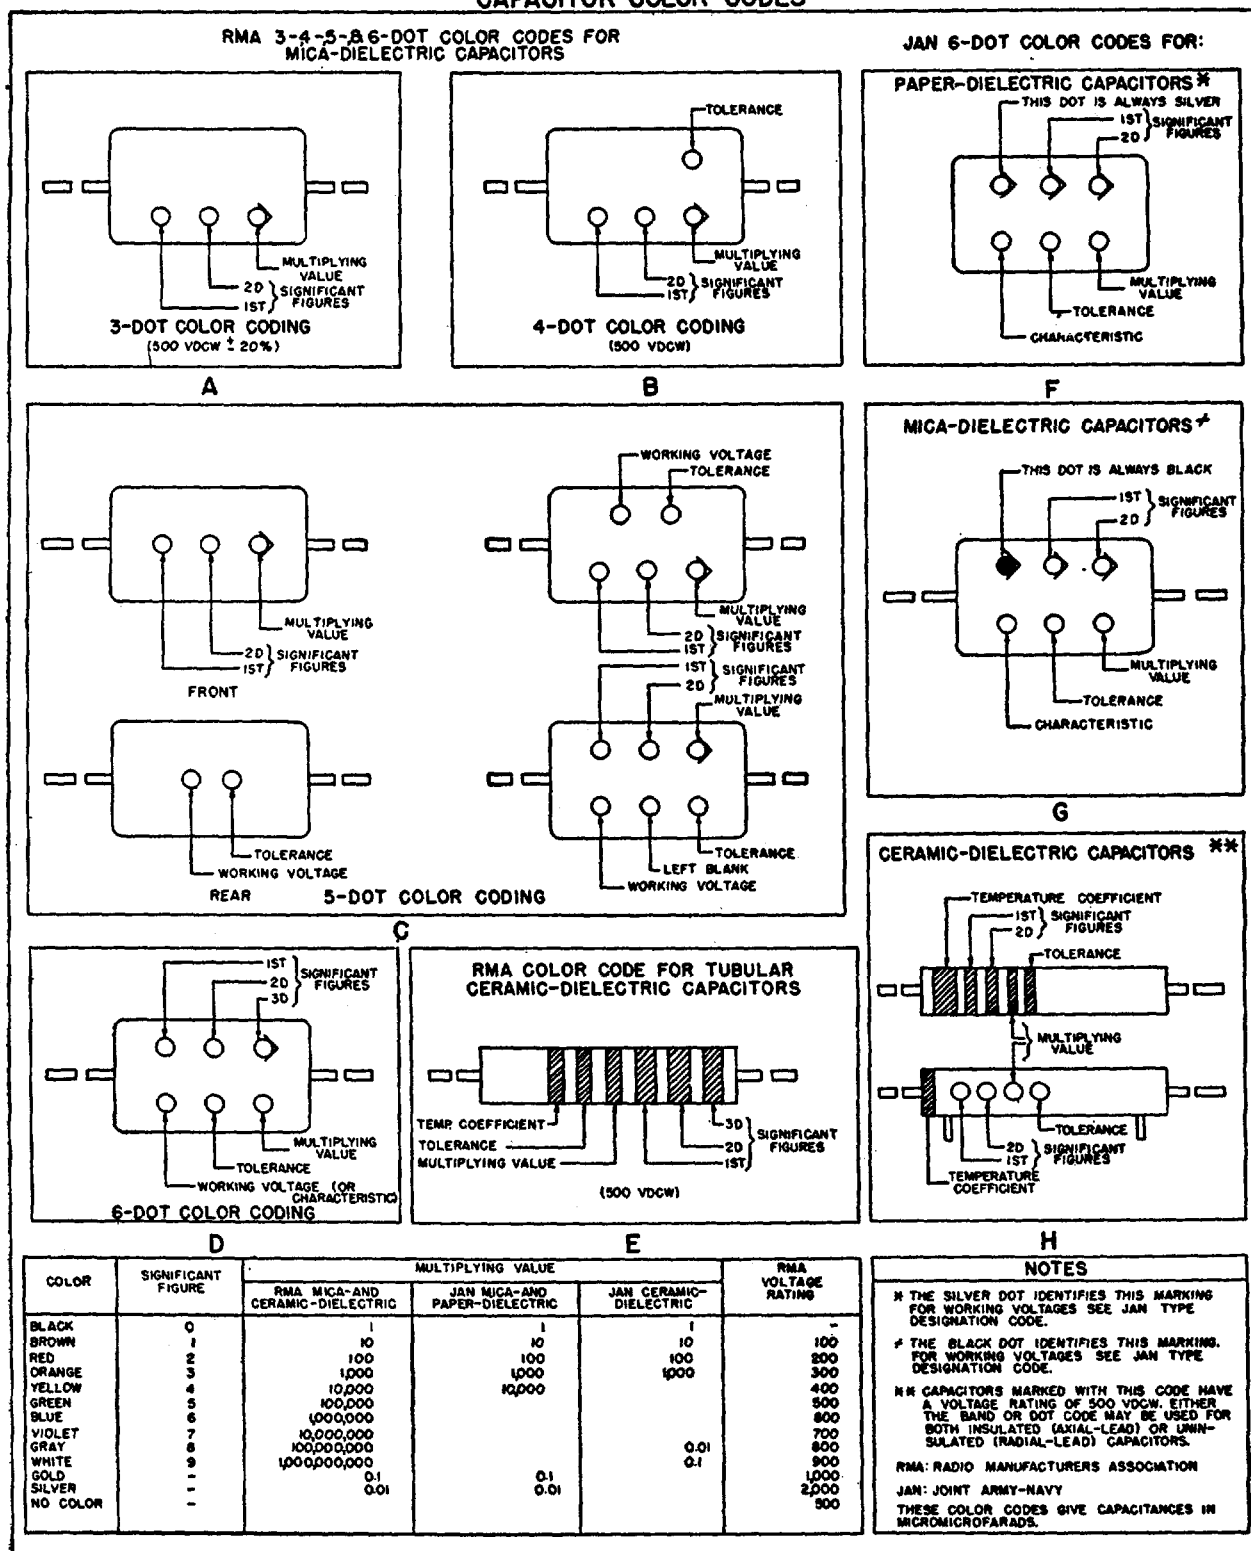 CAPACITOR COLOR CODES
RMA 3-4-5-&6-DOT COLOR CODES FOR
MICA-DIELECTRIC CAPACITORS
JAN 6-DOT COLOR CODES FOR:
TOLERANCE
MULTIPLYING
VALUE
2D
1ST
SIGNIFICANT
FIGURES
3-DOT COLOR CODING
(500 VDCW ± 20%)
A
MULTIPLYING
VALUE
2D
1ST
SIGNIFICANT
FIGURES
4-DOT COLOR CODING
(500 VDCW)
B
PAPER-DIELECTRIC CAPACITORS*
THIS DOT IS ALWAYS SILVER
1ST
2D
SIGNIFICANT
FIGURES
MULTIPLYING
VALUE
TOLERANCE
CHARACTERISTIC
F
MULTIPLYING
VALUE
2D
1ST
SIGNIFICANT
FIGURES
FRONT
TOLERANCE
WORKING VOLTAGE
REAR
WORKING VOLTAGE
TOLERANCE
MULTIPLYING
VALUE
2D
1ST
SIGNIFICANT
FIGURES
1ST
2D
SIGNIFICANT
FIGURES
MULTIPLYING
VALUE
TOLERANCE
LEFT BLANK
WORKING VOLTAGE
5-DOT COLOR CODING
C
MICA-DIELECTRIC CAPACITORS≠
THIS DOT IS ALWAYS BLACK
1ST
2D
SIGNIFICANT
FIGURES
MULTIPLYING
VALUE
TOLERANCE
CHARACTERISTIC
G
1ST
2D
3D
SIGNIFICANT
FIGURES
MULTIPLYING
VALUE
TOLERANCE
WORKING VOLTAGE (OR
CHARACTERISTIC)
6-DOT COLOR CODING
D
RMA COLOR CODE FOR TUBULAR
CERAMIC-DIELECTRIC CAPACITORS
TEMP. COEFFICIENT
TOLERANCE
MULTIPLYING VALUE
3D
2D
1ST
SIGNIFICANT
FIGURES
(500 VDCW)
E
CERAMIC-DIELECTRIC CAPACITORS **
TEMPERATURE COEFFICIENT
1ST
2D
SIGNIFICANT
FIGURES
TOLERANCE
MULTIPLYING
VALUE
TOLERANCE
2D
1ST
SIGNIFICANT
FIGURES
TEMPERATURE
COEFFICIENT
H
COLOR
SIGNIFICANT
FIGURE
MULTIPLYING VALUE
RMA MICA-AND
CERAMIC-DIELECTRIC
JAN MICA-AND
PAPER-DIELECTRIC
JAN CERAMIC-
DIELECTRIC
RMA
VOLTAGE
RATING
BLACK 0 1 1 1 -
BROWN 1 10 10 10 100
RED 2 100 100 100 200
ORANGE 3 1,000 1,000 1,000 300
YELLOW 4 10,000 10,000 400
GREEN 5 100,000 500
BLUE 6 1,000,000 600
VIOLET 7 10,000,000 700
GRAY 8 100,000,000 0.01 800
WHITE 9 1,000,000,000 0.1 900
GOLD - 0.1 0.1 1,000
SILVER - 0.01 0.01 2,000
NO COLOR - 500
NOTES
* THE SILVER DOT IDENTIFIES THIS MARKING
FOR WORKING VOLTAGES SEE JAN TYPE
DESIGNATION CODE.
≠ THE BLACK DOT IDENTIFIES THIS MARKING.
FOR WORKING VOLTAGES SEE JAN TYPE
DESIGNATION CODE.
** CAPACITORS MARKED WITH THIS CODE HAVE
A VOLTAGE RATING OF 500 VDCW. EITHER
THE BAND OR DOT CODE MAY BE USED FOR
BOTH INSULATED (AXIAL-LEAD) OR UNIN-
SULATED (RADIAL-LEAD) CAPACITORS.
RMA: RADIO MANUFACTURERS ASSOCIATION
JAN: JOINT ARMY-NAVY
THESE COLOR CODES GIVE CAPACITANCES IN
MICROMICROFARADS.